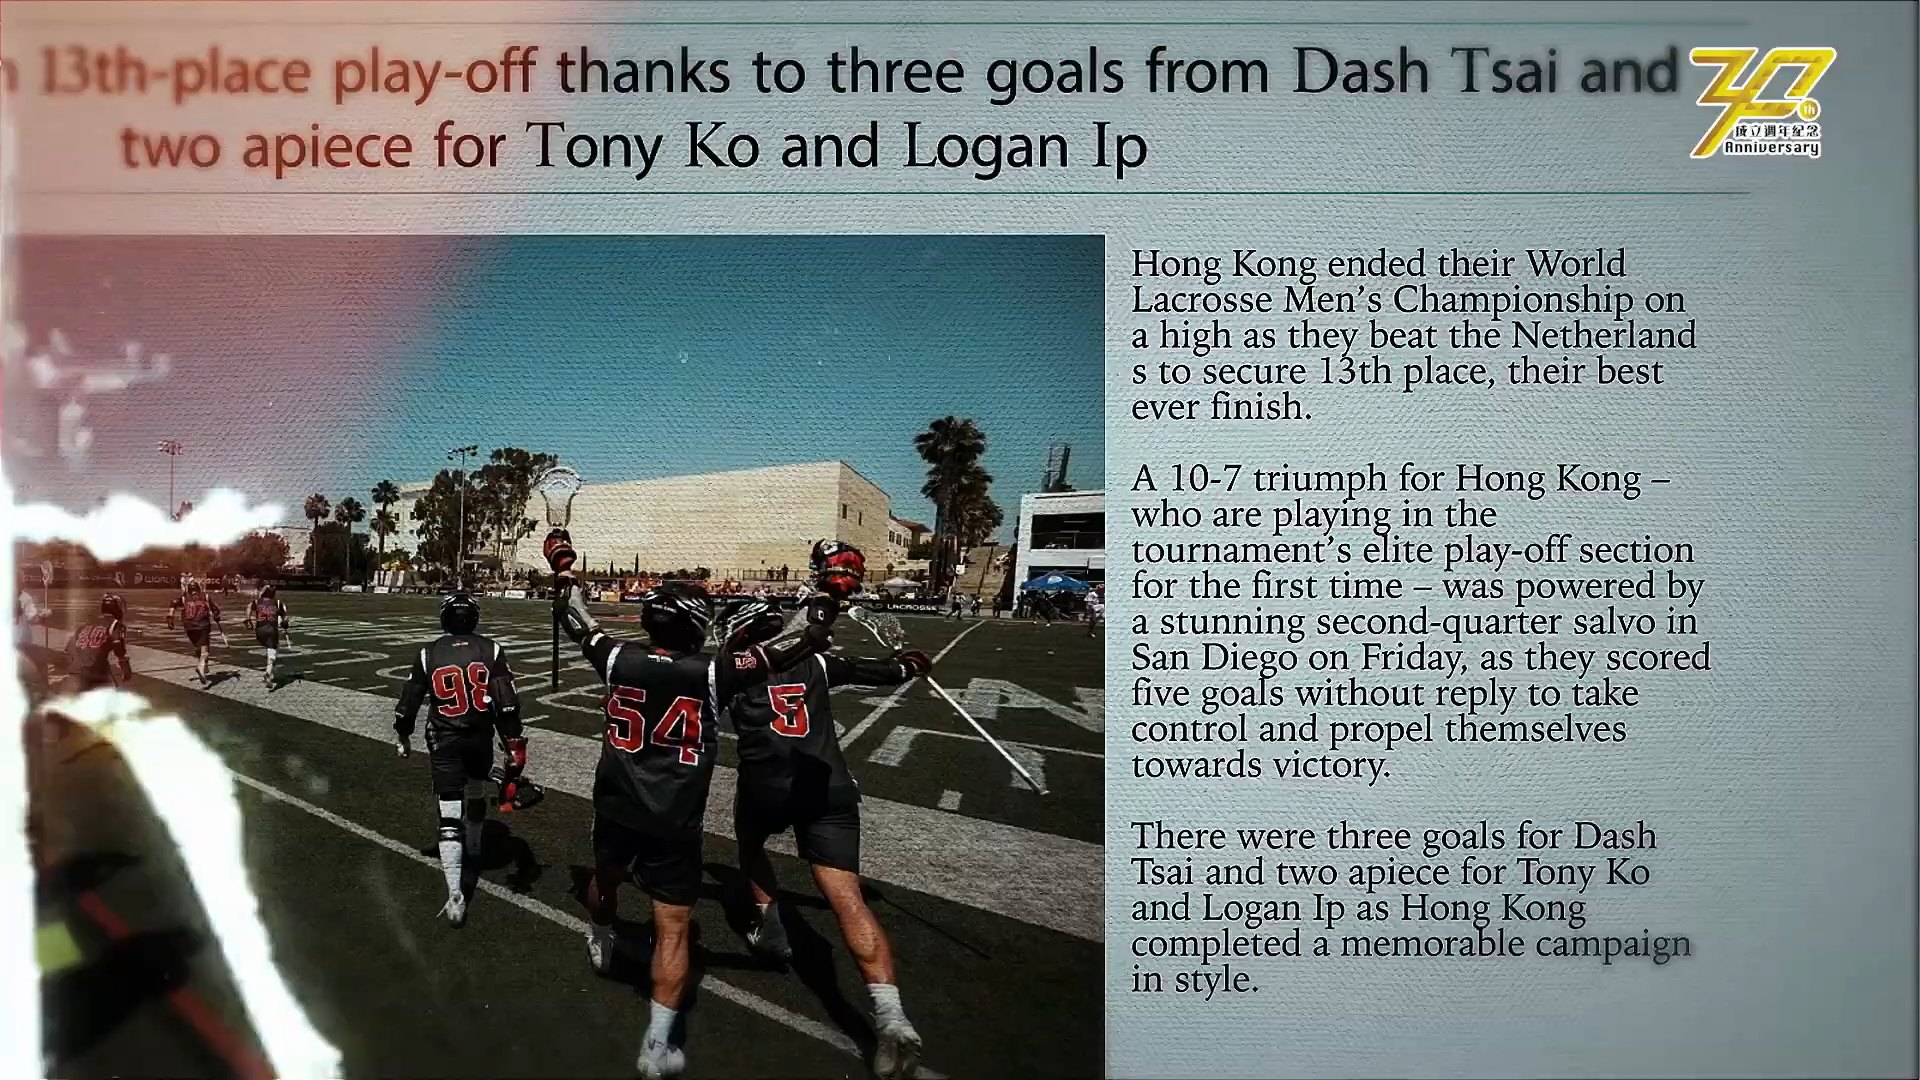 13th-place play-off thanks to three goals from Dash Tsai and
two apiece for Tony Ko and Logan Ip
30th
成立週年紀念
Anniversary
Hong Kong ended their World
Lacrosse Men's Championship on
a high as they beat the Netherland
s to secure 13th place, their best
ever finish.
A 10-7 triumph for Hong Kong –
who are playing in the
tournament's elite play-off section
for the first time – was powered by
a stunning second-quarter salvo in
San Diego on Friday, as they scored
five goals without reply to take
control and propel themselves
towards victory.
There were three goals for Dash
Tsai and two apiece for Tony Ko
and Logan Ip as Hong Kong
completed a memorable campaign
in style.
WORLD LACROSSE
LACROSSE
98
54
5